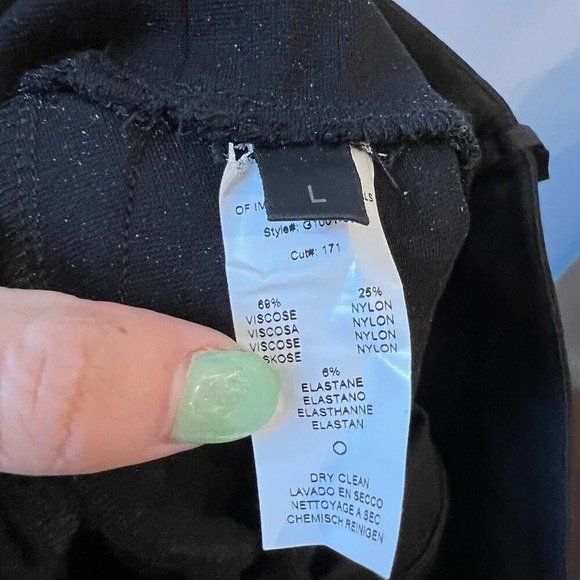 L
OF
Style#:
Cut#: 171
69%
VISCOSE
VISCOSA
VISCOSE
25%
NYLON
NYLON
NYLON
NYLON
6%
ELASTANE
ELASTANO
ELASTHANNE
ELASTAN
DRY CLEAN
LAVADO EN SECCO
NETTOYAGE A SEC
CHEMISCH REINIGEN